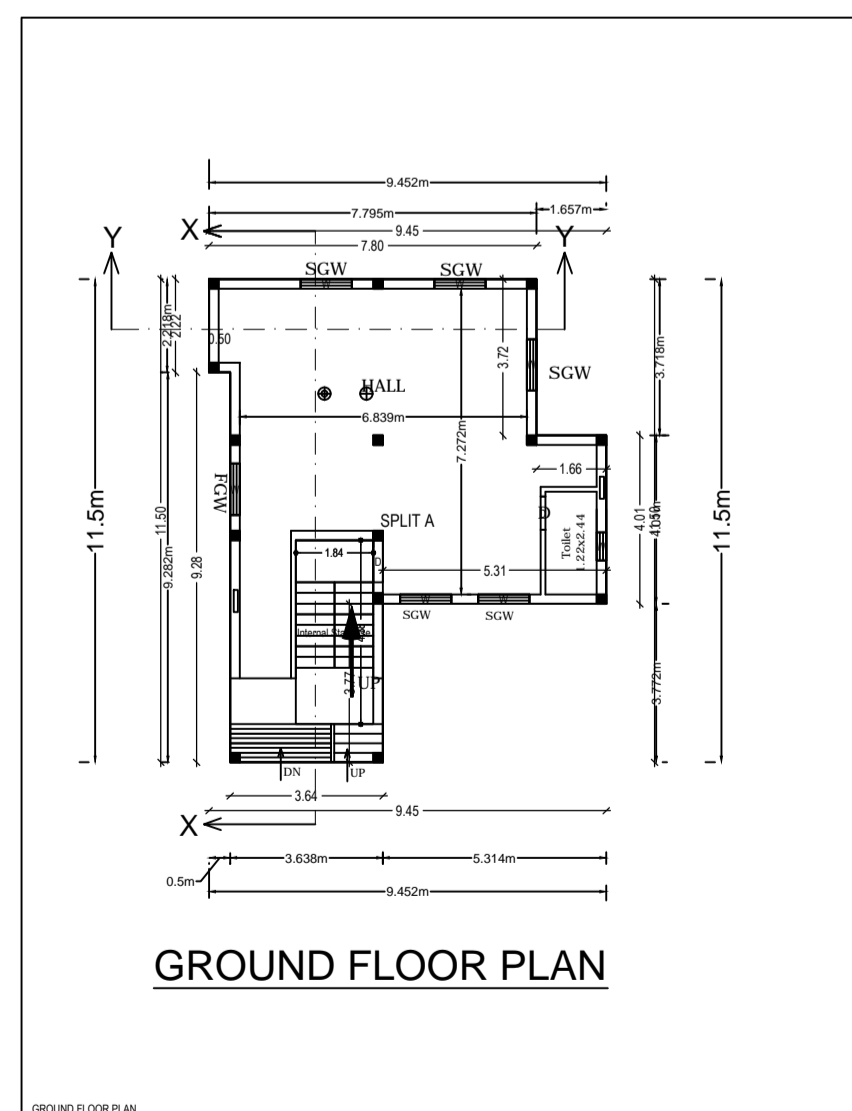 9.452m
7.795m
1.657m
9.45
X
7.80
Y
Y
SGW
SGW
2.218m
2.22
0.50
3.72
3.718m
SGW
HALL
6.839m
7.272m
1.66
FGW
11.5m
11.50
SPLIT A
D
Toilet
1.22x2.44
4.01
11.5m
1.84
D
5.31
9.282m
9.28
SGW
SGW
Internal Staircase
3.77
UP
3.772m
DN
UP
3.64
9.45
X
3.638m
5.314m
0.5m
9.452m
GROUND FLOOR PLAN
GROUND FLOOR PLAN